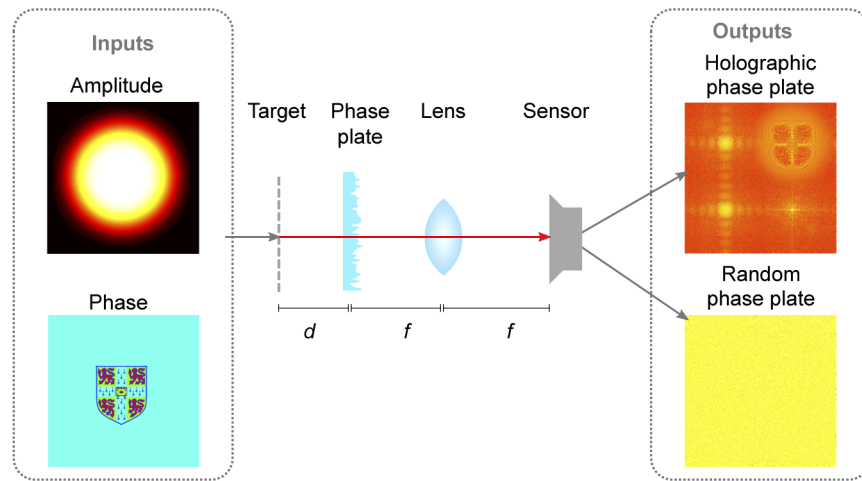 Inputs
Amplitude
Phase
Target
Phase
plate
Lens
Sensor
d
f
f
Outputs
Holographic
phase plate
Random
phase plate